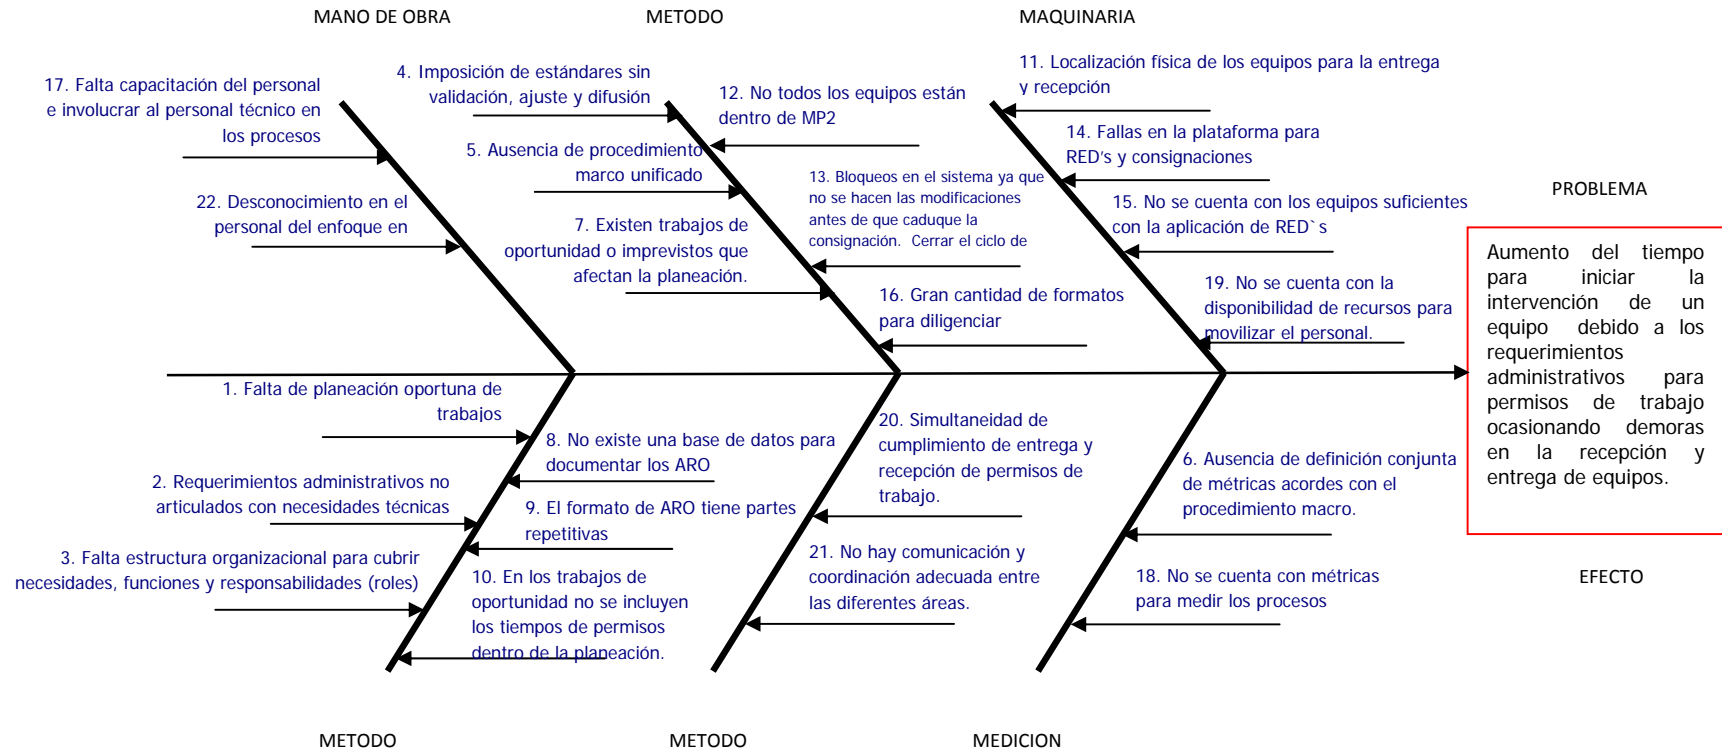 MANO DE OBRA
METODO
MAQUINARIA
17. Falta capacitación del personal
e involucrar al personal técnico en
los procesos
22. Desconocimiento en el
personal del enfoque en
4. Imposición de estándares sin
validación, ajuste y difusión
5. Ausencia de procedimiento
marco unificado
7. Existen trabajos de
oportunidad o imprevistos que
afectan la planeación.
12. No todos los equipos están
dentro de MP2
13. Bloqueos en el sistema ya que
no se hacen las modificaciones
antes de que caduque la
consignación. Cerrar el ciclo de
16. Gran cantidad de formatos
para diligenciar
11. Localización física de los equipos para la entrega
y recepción
14. Fallas en la plataforma para
RED's y consignaciones
15. No se cuenta con los equipos suficientes
con la aplicación de RED`s
19. No se cuenta con la
disponibilidad de recursos para
movilizar el personal.
PROBLEMA
Aumento del tiempo
para iniciar la
intervención de un
equipo debido a los
requerimientos
administrativos para
permisos de trabajo
ocasionando demoras
en la recepción y
entrega de equipos.
EFECTO
1. Falta de planeación oportuna de
trabajos
2. Requerimientos administrativos no
articulados con necesidades técnicas
3. Falta estructura organizacional para cubrir
necesidades, funciones y responsabilidades (roles)
8. No existe una base de datos para
documentar los ARO
9. El formato de ARO tiene partes
repetitivas
10. En los trabajos de
oportunidad no se incluyen
los tiempos de permisos
dentro de la planeación.
20. Simultaneidad de
cumplimiento de entrega y
recepción de permisos de
trabajo.
21. No hay comunicación y
coordinación adecuada entre
las diferentes áreas.
6. Ausencia de definición conjunta
de métricas acordes con el
procedimiento macro.
18. No se cuenta con métricas
para medir los procesos
METODO
METODO
MEDICION